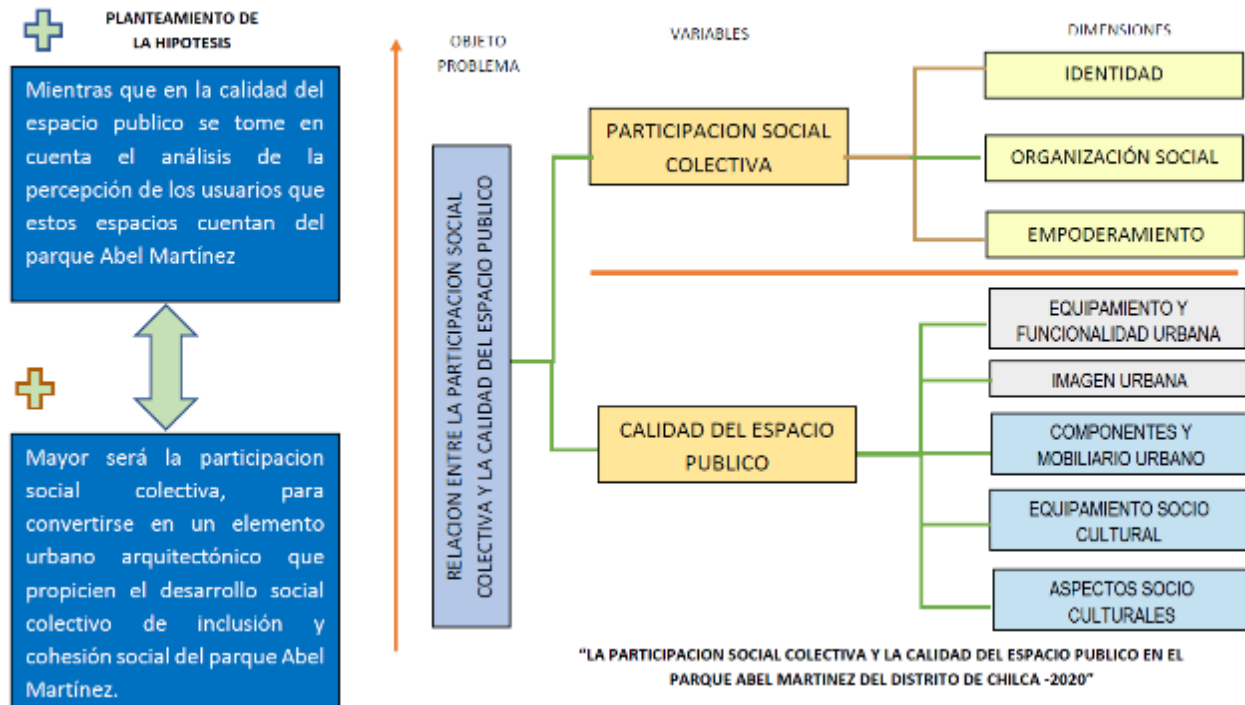 PLANTEAMIENTO DE
LA HIPOTESIS
Mientras que en la calidad del
espacio publico se tome en
cuenta el análisis de la
percepción de los usuarios que
estos espacios cuentan del
parque Abel Martínez
Mayor será la participacion
social colectiva, para
convertirse en un elemento
urbano arquitectónico que
propicien el desarrollo social
colectivo de inclusión y
cohesión social del parque Abel
Martínez.
OBJETO
PROBLEMA
RELACION ENTRE LA PARTICIPACION SOCIAL
COLECTIVA Y LA CALIDAD DEL ESPACIO PUBLICO
VARIABLES
PARTICIPACION SOCIAL
COLECTIVA
CALIDAD DEL ESPACIO
PUBLICO
DIMENSIONES
IDENTIDAD
ORGANIZACIÓN SOCIAL
EMPODERAMIENTO
EQUIPAMIENTO Y
FUNCIONALIDAD URBANA
IMAGEN URBANA
COMPONENTES Y
MOBILIARIO URBANO
EQUIPAMIENTO SOCIO
CULTURAL
ASPECTOS SOCIO
CULTURALES
"LA PARTICIPACION SOCIAL COLECTIVA Y LA CALIDAD DEL ESPACIO PUBLICO EN EL
PARQUE ABEL MARTINEZ DEL DISTRITO DE CHILCA -2020"